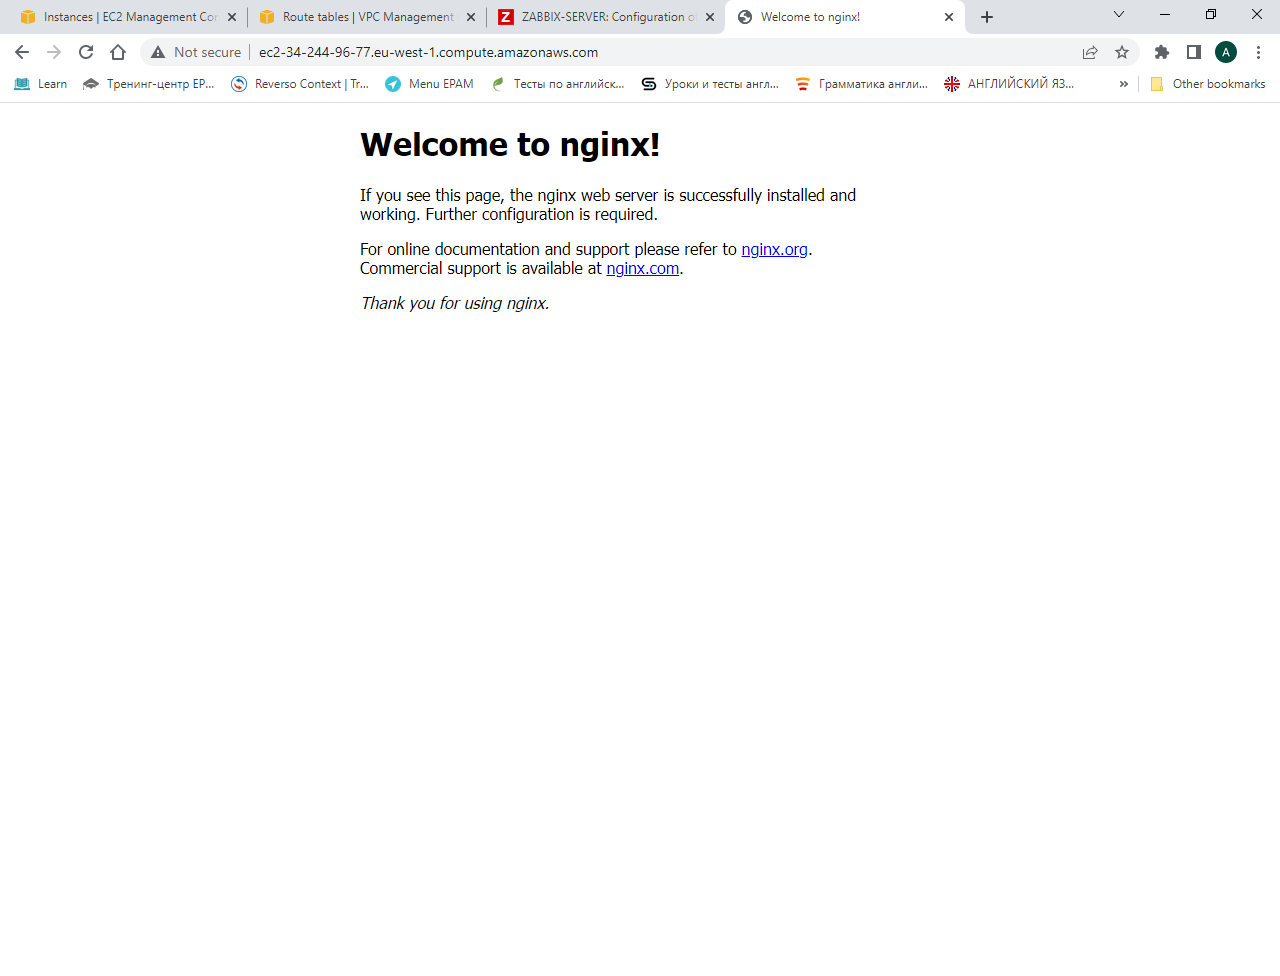 Instances | EC2 Management Con
Route tables | VPC Management
Z ZABBIX-SERVER: Configuration of
Welcome to nginx!
Not secure ec2-34-244-96-77.eu-west-1.compute.amazonaws.com A
Learn Тренинг-центр EP... Reverso Context | Tr... Menu EPAM Тесты по английск... Уроки и тесты англ... Грамматика англи... АНГЛИЙСКИЙ ЯЗ... » Other bookmarks
Welcome to nginx!
If you see this page, the nginx web server is successfully installed and
working. Further configuration is required.
For online documentation and support please refer to nginx.org.
Commercial support is available at nginx.com.
Thank you for using nginx.